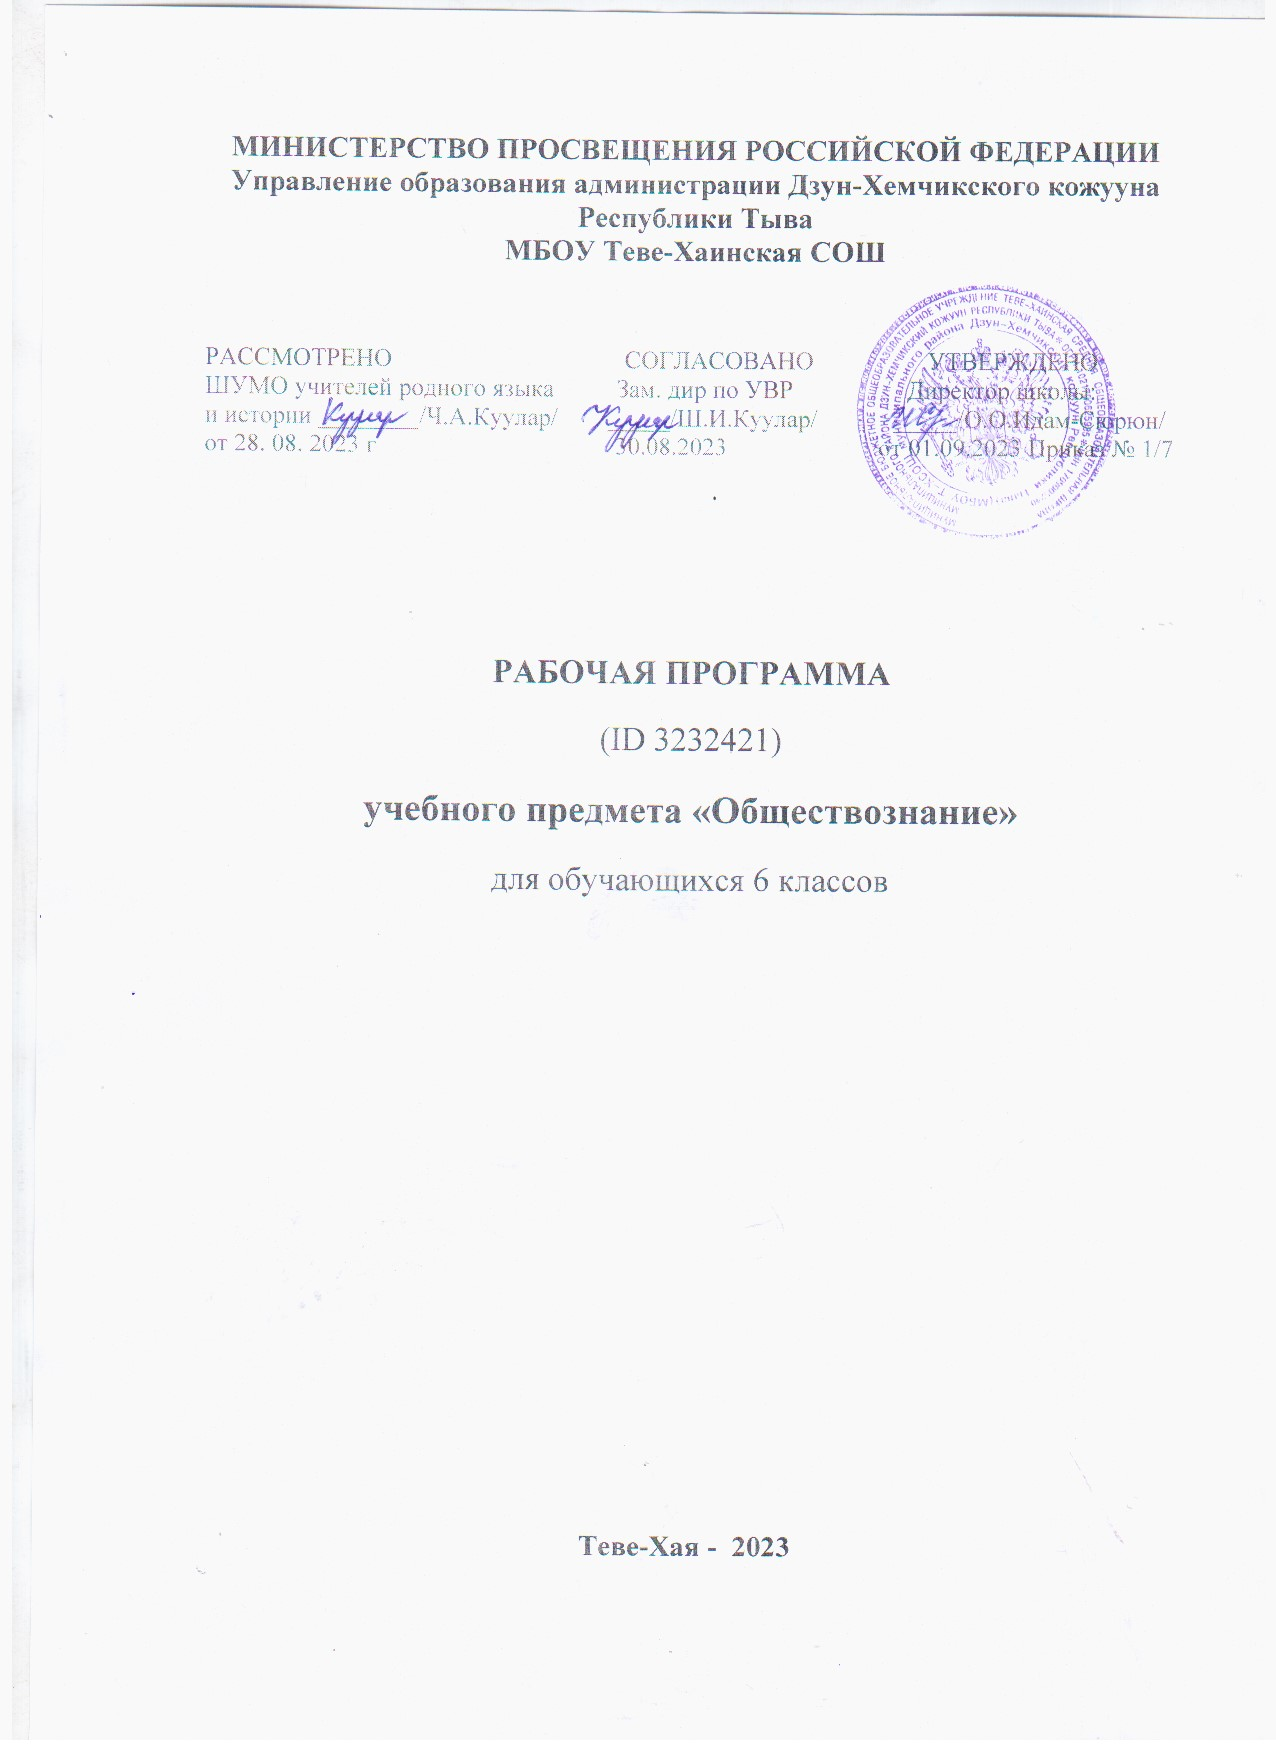 МИНИСТЕРСТВО ПРОСВЕЩЕНИЯ РОССИЙСКОЙ ФЕДЕРАЦИИ
Управление образования администрации Дзун-Хемчикского кожууна
Республики Тыва
МБОУ Теве-Хаинская СОШ
РАССМОТРЕНО
ШУМО учителей родного языка
и истории ________/Ч.А.Куулар/
от 28. 08. 2023 г
СОГЛАСОВАНО
Зам. дир по УВР
/Ш.И.Куулар/
30.08.2023
УТВЕРЖДЕНО
Директор школы:
/О.О.Идам-Сюрюн/
от 01.09.2023 Приказ № 1/7
РАБОЧАЯ ПРОГРАММА
(ID 3232421)
учебного предмета «Обществознание»
для обучающихся 6 классов
Теве-Хая - 2023